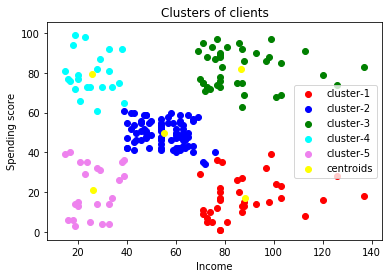 Clusters of clients
100
80
60
40
20
0
Spending score
cluster-1
cluster-2
cluster-3
cluster-4
cluster-5
centroids
20 40 60 80 100 120 140
Income